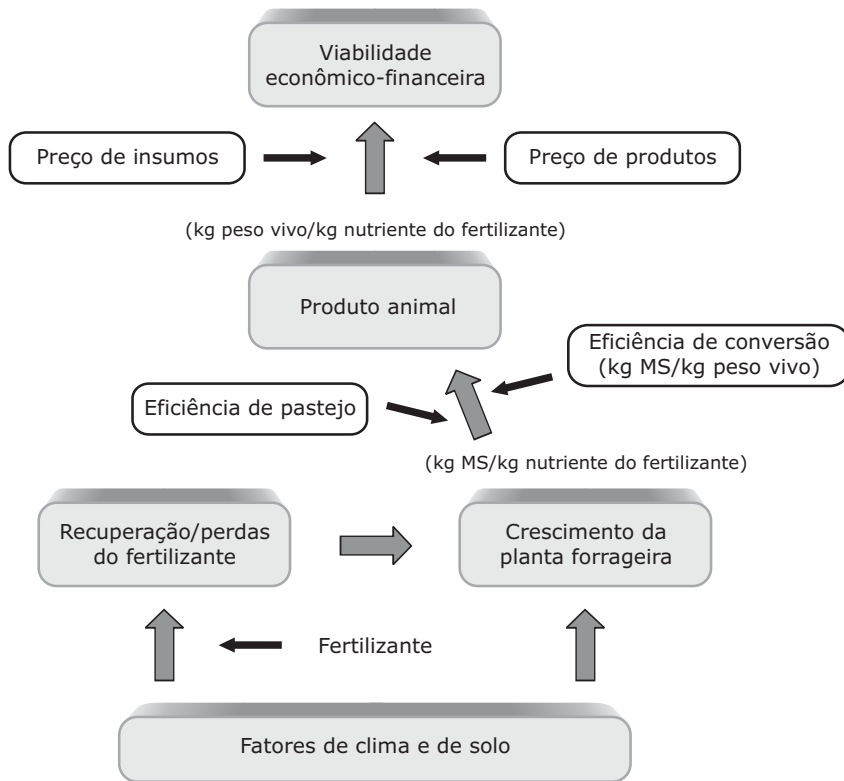 Viabilidade
econômico-financeira
Preço de insumos
Preço de produtos
(kg peso vivo/kg nutriente do fertilizante)
Produto animal
Eficiência de conversão
(kg MS/kg peso vivo)
Eficiência de pastejo
(kg MS/kg nutriente do fertilizante)
Recuperação/perdas
do fertilizante
Crescimento da
planta forrageira
Fertilizante
Fatores de clima e de solo